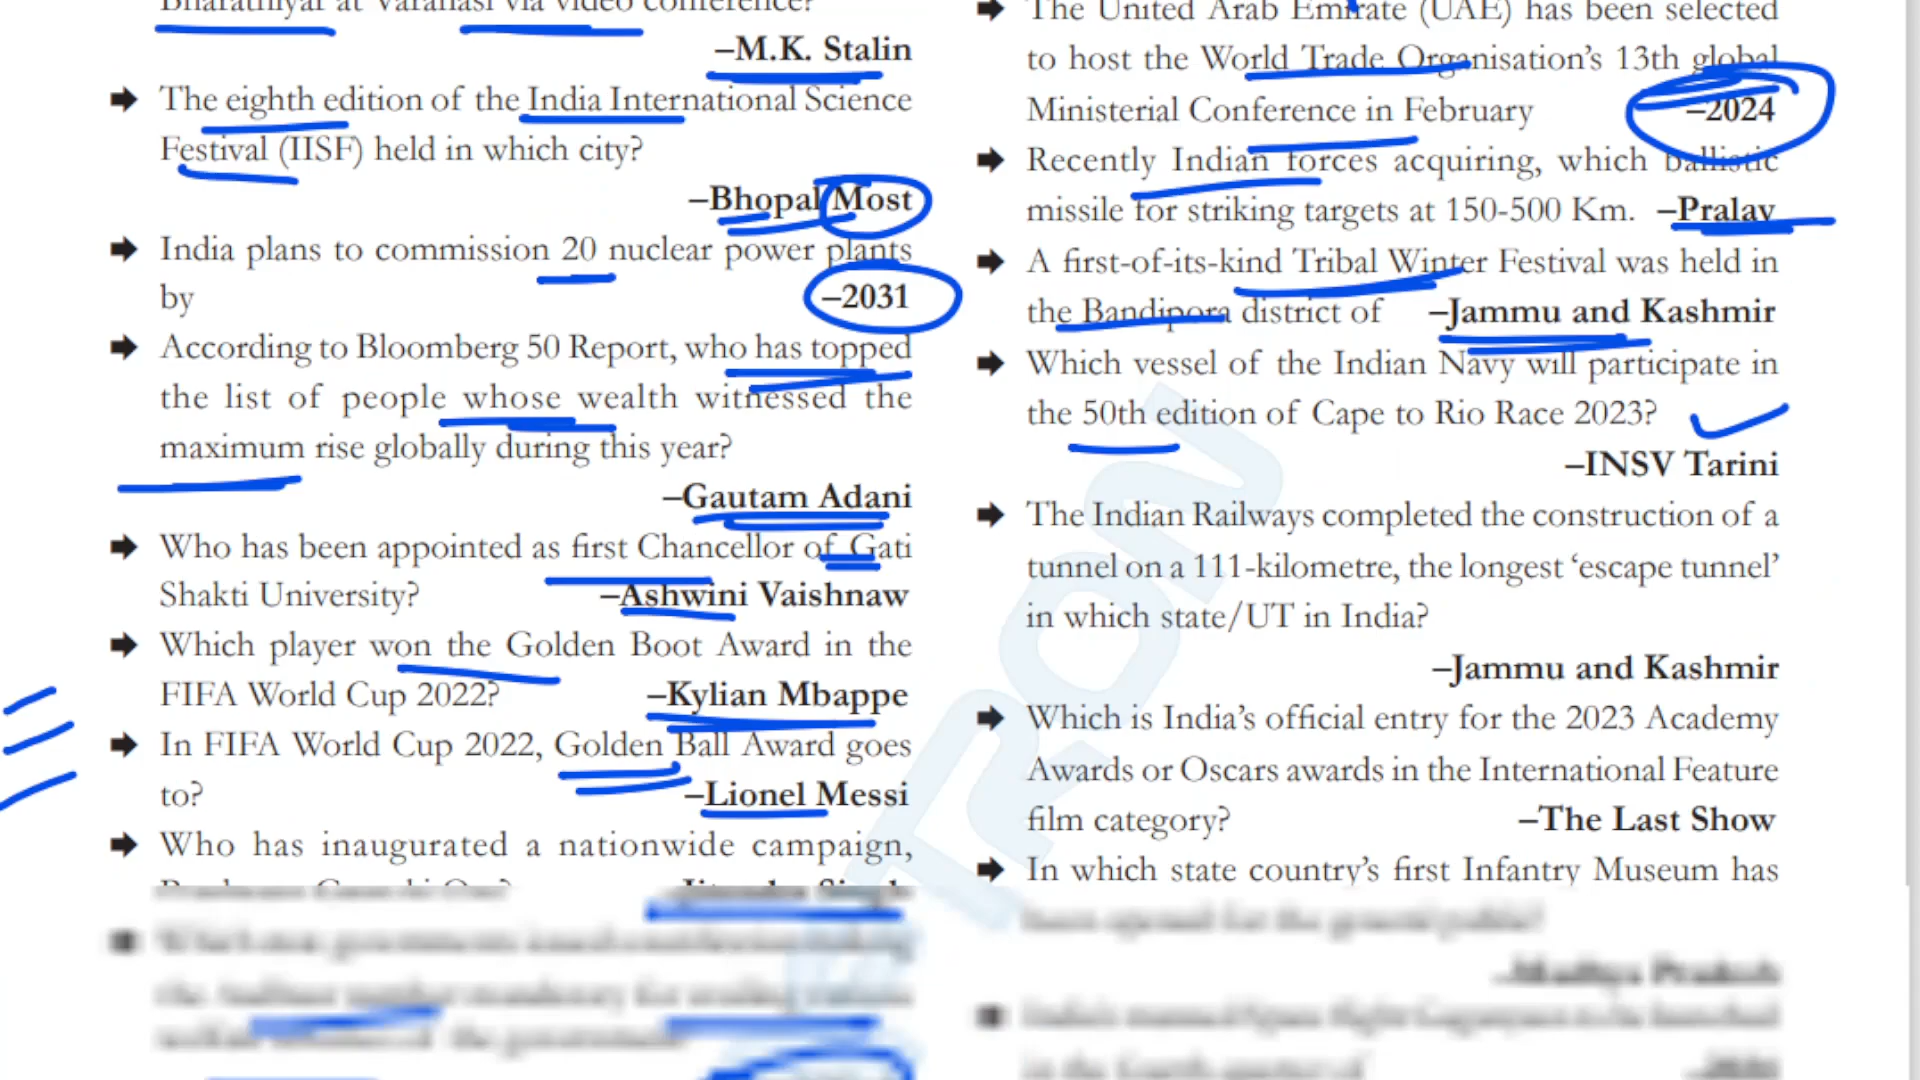 Bharathiyar at Varanasi via video conference?
–M.K. Stalin
The eighth edition of the India International Science
Festival (IISF) held in which city?
–Bhopal Most
India plans to commission 20 nuclear power plants
by –2031
According to Bloomberg 50 Report, who has topped
the list of people whose wealth witnessed the
maximum rise globally during this year?
–Gautam Adani
Who has been appointed as first Chancellor of Gati
Shakti University? –Ashwini Vaishnaw
Which player won the Golden Boot Award in the
FIFA World Cup 2022? –Kylian Mbappe
In FIFA World Cup 2022, Golden Ball Award goes
to? –Lionel Messi
Who has inaugurated a nationwide campaign,
The United Arab Emirate (UAE) has been selected
to host the World Trade Organisation’s 13th global
Ministerial Conference in February –2024
Recently Indian forces acquiring, which ballistic
missile for striking targets at 150-500 Km. –Pralay
A first-of-its-kind Tribal Winter Festival was held in
the Bandipora district of –Jammu and Kashmir
Which vessel of the Indian Navy will participate in
the 50th edition of Cape to Rio Race 2023?
–INSV Tarini
The Indian Railways completed the construction of a
tunnel on a 111-kilometre, the longest ‘escape tunnel’
in which state/UT in India?
–Jammu and Kashmir
Which is India’s official entry for the 2023 Academy
Awards or Oscars awards in the International Feature
film category? –The Last Show
In which state country’s first Infantry Museum has
been opened for the general public?
–Madhya Pradesh